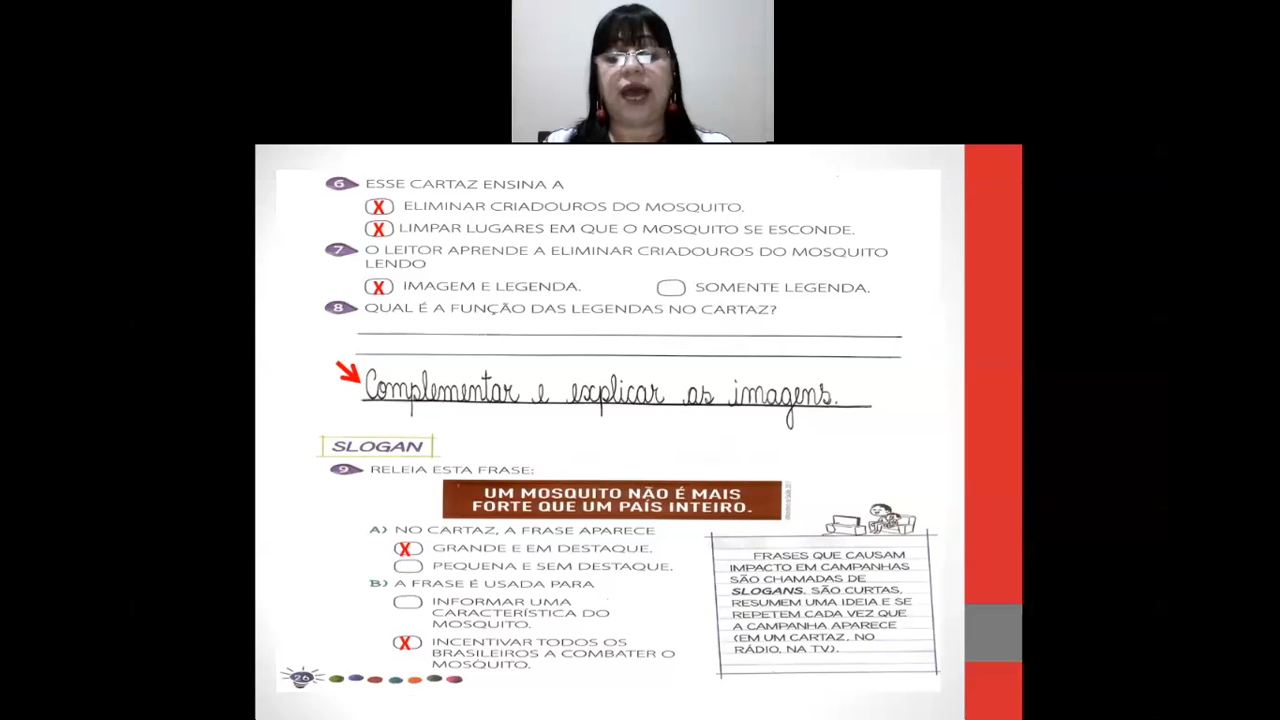 6 ESSE CARTAZ ENSINA A
X ELIMINAR CRIADOUROS DO MOSQUITO.
X LIMPAR LUGARES EM QUE O MOSQUITO SE ESCONDE.
7 O LEITOR APRENDE A ELIMINAR CRIADOUROS DO MOSQUITO
LENDO
X IMAGEM E LEGENDA. SOMENTE LEGENDA.
8 QUAL É A FUNÇÃO DAS LEGENDAS NO CARTAZ?
Complementar e explicar as imagens.
SLOGAN
9 RELEIA ESTA FRASE:
UM MOSQUITO NÃO É MAIS
FORTE QUE UM PAÍS INTEIRO.
A) NO CARTAZ, A FRASE APARECE
X GRANDE E EM DESTAQUE.
PEQUENA E SEM DESTAQUE.
B) A FRASE É USADA PARA
INFORMAR UMA
CARACTERÍSTICA DO
MOSQUITO.
X INCENTIVAR TODOS OS
BRASILEIROS A COMBATER O
MOSQUITO.
FRASES QUE CAUSAM
IMPACTO EM CAMPANHAS
SÃO CHAMADAS DE
SLOGANS. SÃO CURTAS,
RESUMEM UMA IDEIA E SE
REPETEM CADA VEZ QUE
A CAMPANHA APARECE
(EM UM CARTAZ, NO
RÁDIO, NA TV).
26